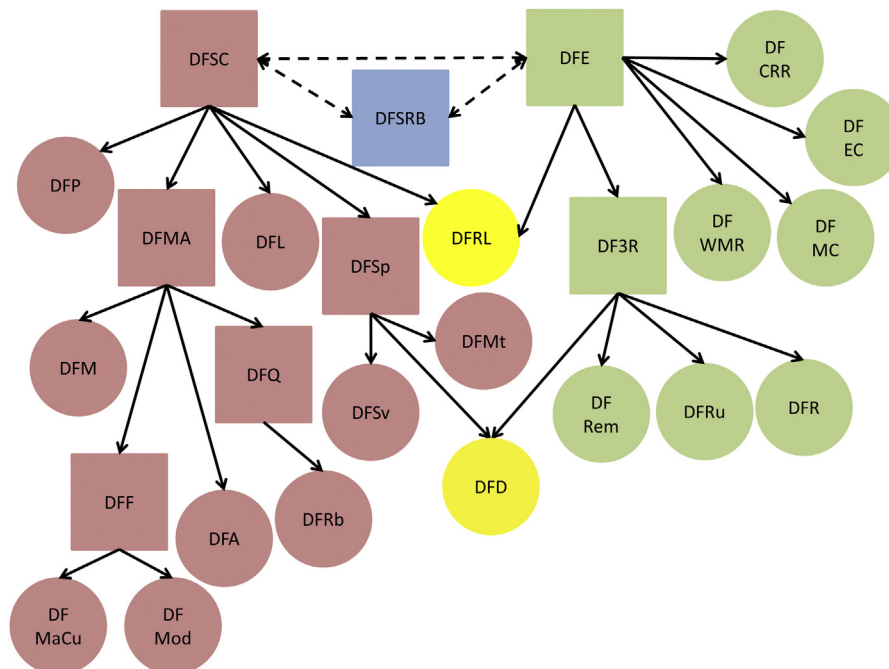 DFSC
DFE
DF
CRR
DFSRB
DF
EC
DFP
DFMA
DFL
DFSp
DFRL
DF3R
DF
WMR
DF
MC
DFM
DFQ
DFSv
DFMt
DF
Rem
DFRu
DFR
DFF
DFA
DFRb
DFD
DF
MaCu
DF
Mod